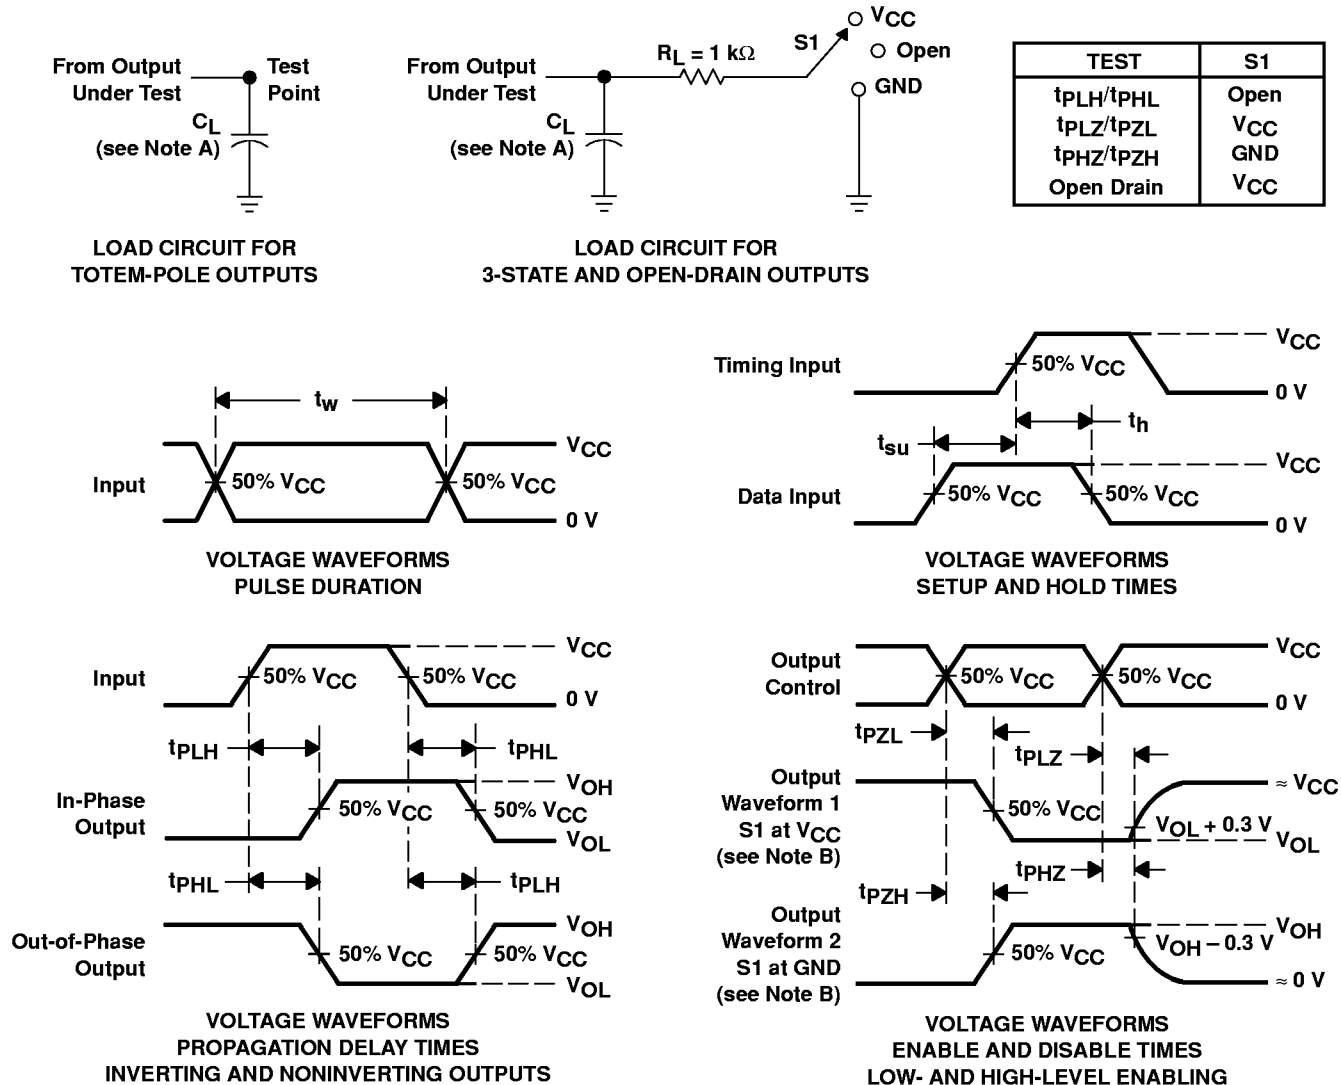 From Output
Under Test
Test
Point
CL
(see Note A)
LOAD CIRCUIT FOR
TOTEM-POLE OUTPUTS
From Output
Under Test
RL = 1 kΩ
S1
VCC
Open
GND
CL
(see Note A)
LOAD CIRCUIT FOR
3-STATE AND OPEN-DRAIN OUTPUTS
TEST S1
tPLH/tPHL Open
tPLZ/tPZL VCC
tPHZ/tPZH GND
Open Drain VCC
tw
Input
50% VCC
50% VCC
VCC
0 V
VOLTAGE WAVEFORMS
PULSE DURATION
Timing Input
50% VCC
VCC
0 V
tsu
th
Data Input
50% VCC
50% VCC
VCC
0 V
VOLTAGE WAVEFORMS
SETUP AND HOLD TIMES
Input
50% VCC
50% VCC
VCC
0 V
tPLH
tPHL
In-Phase
Output
50% VCC
50% VCC
VOH
VOL
tPHL
tPLH
Out-of-Phase
Output
50% VCC
50% VCC
VOH
VOL
VOLTAGE WAVEFORMS
PROPAGATION DELAY TIMES
INVERTING AND NONINVERTING OUTPUTS
Output
Control
50% VCC
50% VCC
VCC
0 V
tPZL
tPLZ
Output
Waveform 1
S1 at VCC
(see Note B)
50% VCC
VOL + 0.3 V
≈ VCC
VOL
tPZH
tPHZ
Output
Waveform 2
S1 at GND
(see Note B)
50% VCC
VOH − 0.3 V
VOH
≈ 0 V
VOLTAGE WAVEFORMS
ENABLE AND DISABLE TIMES
LOW- AND HIGH-LEVEL ENABLING